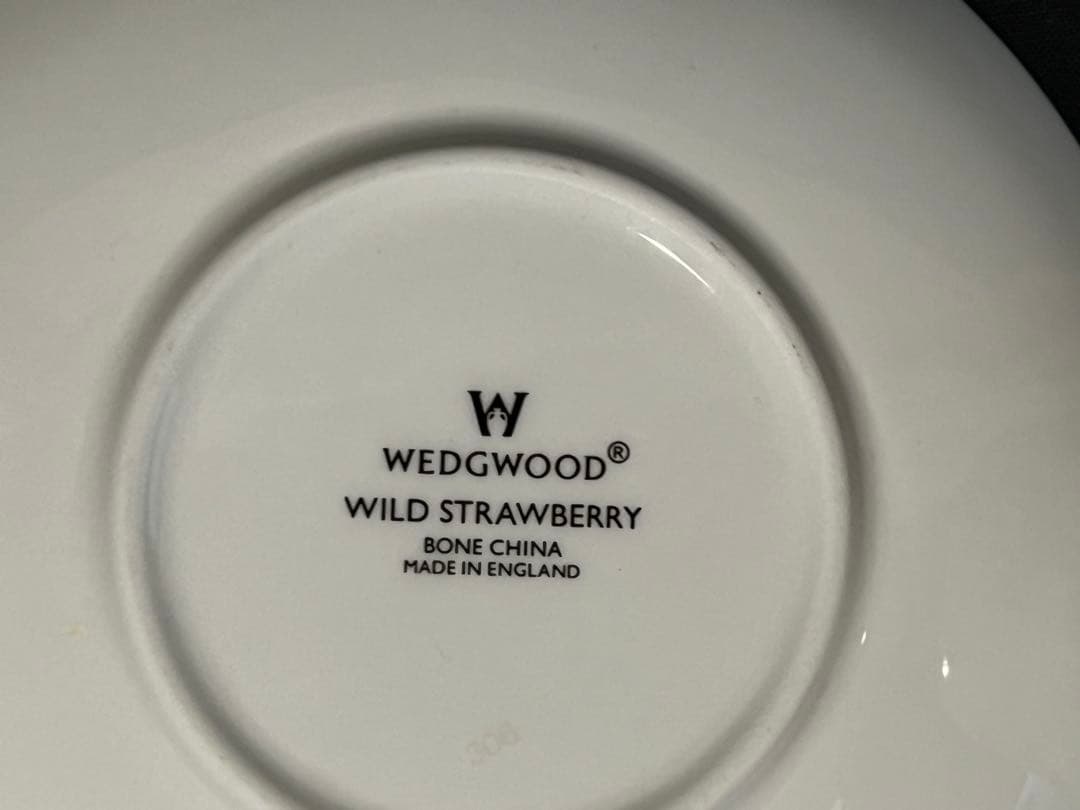 W
WEDGWOOD®
WILD STRAWBERRY
BONE CHINA
MADE IN ENGLAND